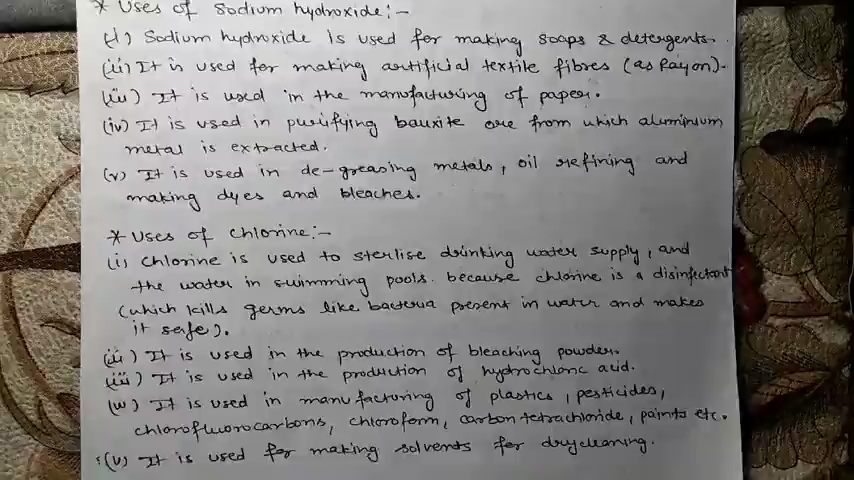 * Uses of Sodium hydroxide:-
(i) Sodium hydroxide is used for making soaps & detergents.
(ii) It is used for making artificial textile fibres (as Rayon).
(iii) It is used in the manufacturing of paper.
(iv) It is used in purifying bauxite ore from which aluminium
metal is extracted.
(v) It is used in de-greasing metals, oil refining and
making dyes and bleaches.
* Uses of chlorine:-
(i) Chlorine is used to sterlise drinking water supply, and
the water in swimming pools. because chlorine is a disinfectant
(which kills germs like bacteria present in water and makes
it safe).
(ii) It is used in the production of bleaching powder.
(iii) It is used in the production of hydrochloric acid.
(iv) It is used in manufacturing of plastics, pesticides,
chlorofluorocarbons, chloroform, carbon tetrachloride, paints etc.
(v) It is used for making solvents for drycleaning.